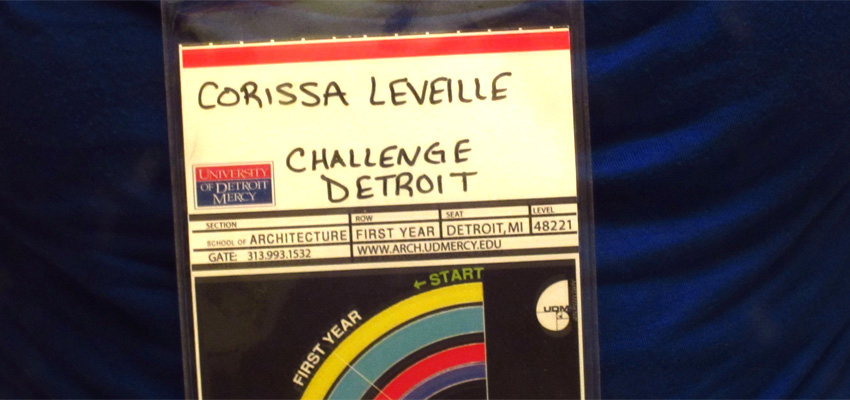 CORISSA LEVEILLE
CHALLENGE
DETROIT
UNIVERSITY
OF DETROIT
MERCY
SECTION
ROW
SEAT
LEVEL
SCHOOL OF ARCHITECTURE
FIRST YEAR
DETROIT, MI
48221
GATE: 313.993.1532
WWW.ARCH.UDMERCY.EDU
←START
FIRST YEAR
UDM